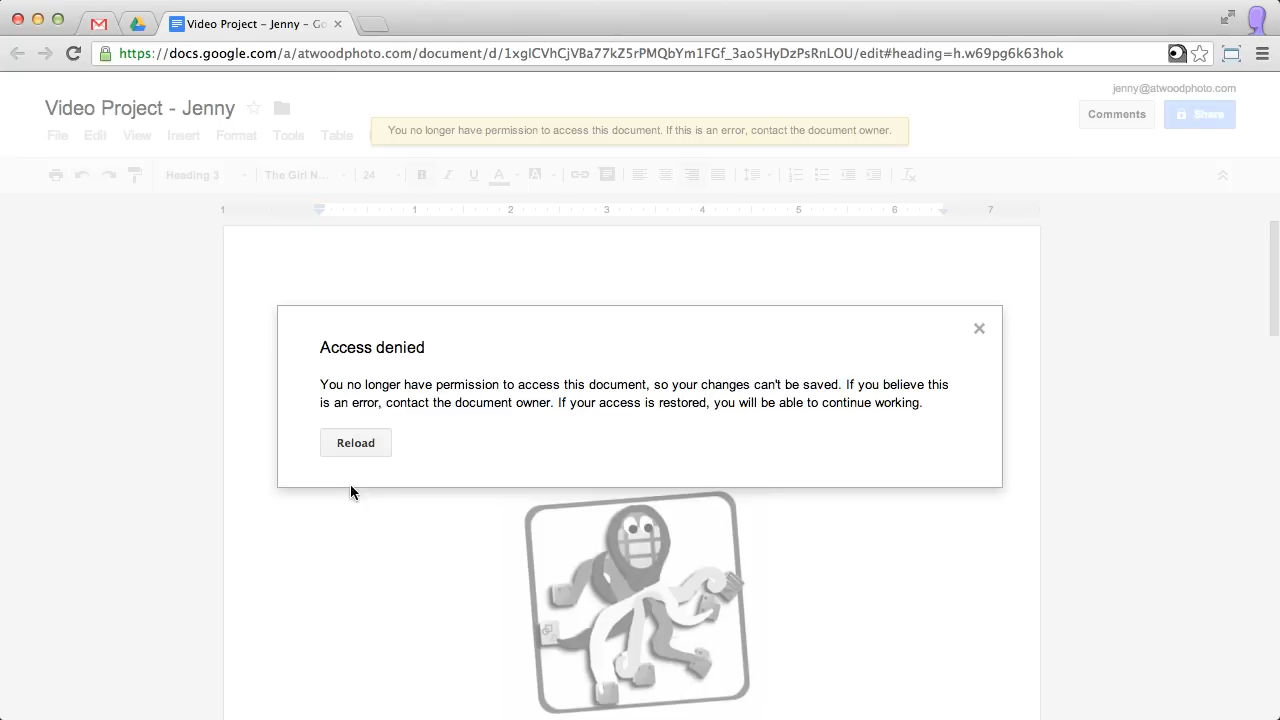 Video Project – Jenny – Go
https://docs.google.com/a/atwoodphoto.com/document/d/1xglCVhCjVBa77kZ5rPMQbYm1FGf_3ao5HyDzPsRnLOU/edit#heading=h.w69pg6k63hok
jenny@atwoodphoto.com
Video Project - Jenny
Comments
Share
File Edit View Insert Format Tools Table
You no longer have permission to access this document. If this is an error, contact the document owner.
Heading 3 The Girl N... 24 B I U A A
1 1 2 3 4 5 6 7
Access denied
You no longer have permission to access this document, so your changes can't be saved. If you believe this
is an error, contact the document owner. If your access is restored, you will be able to continue working.
Reload